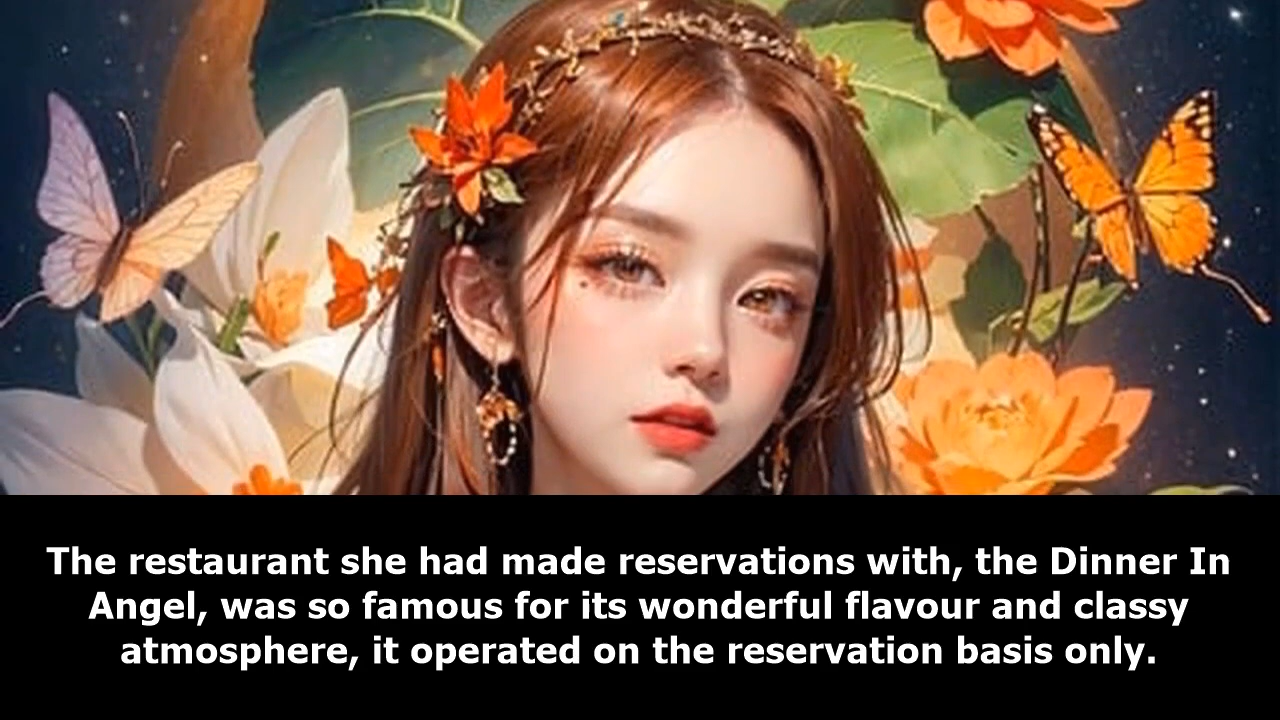 The restaurant she had made reservations with, the Dinner In
Angel, was so famous for its wonderful flavour and classy
atmosphere, it operated on the reservation basis only.